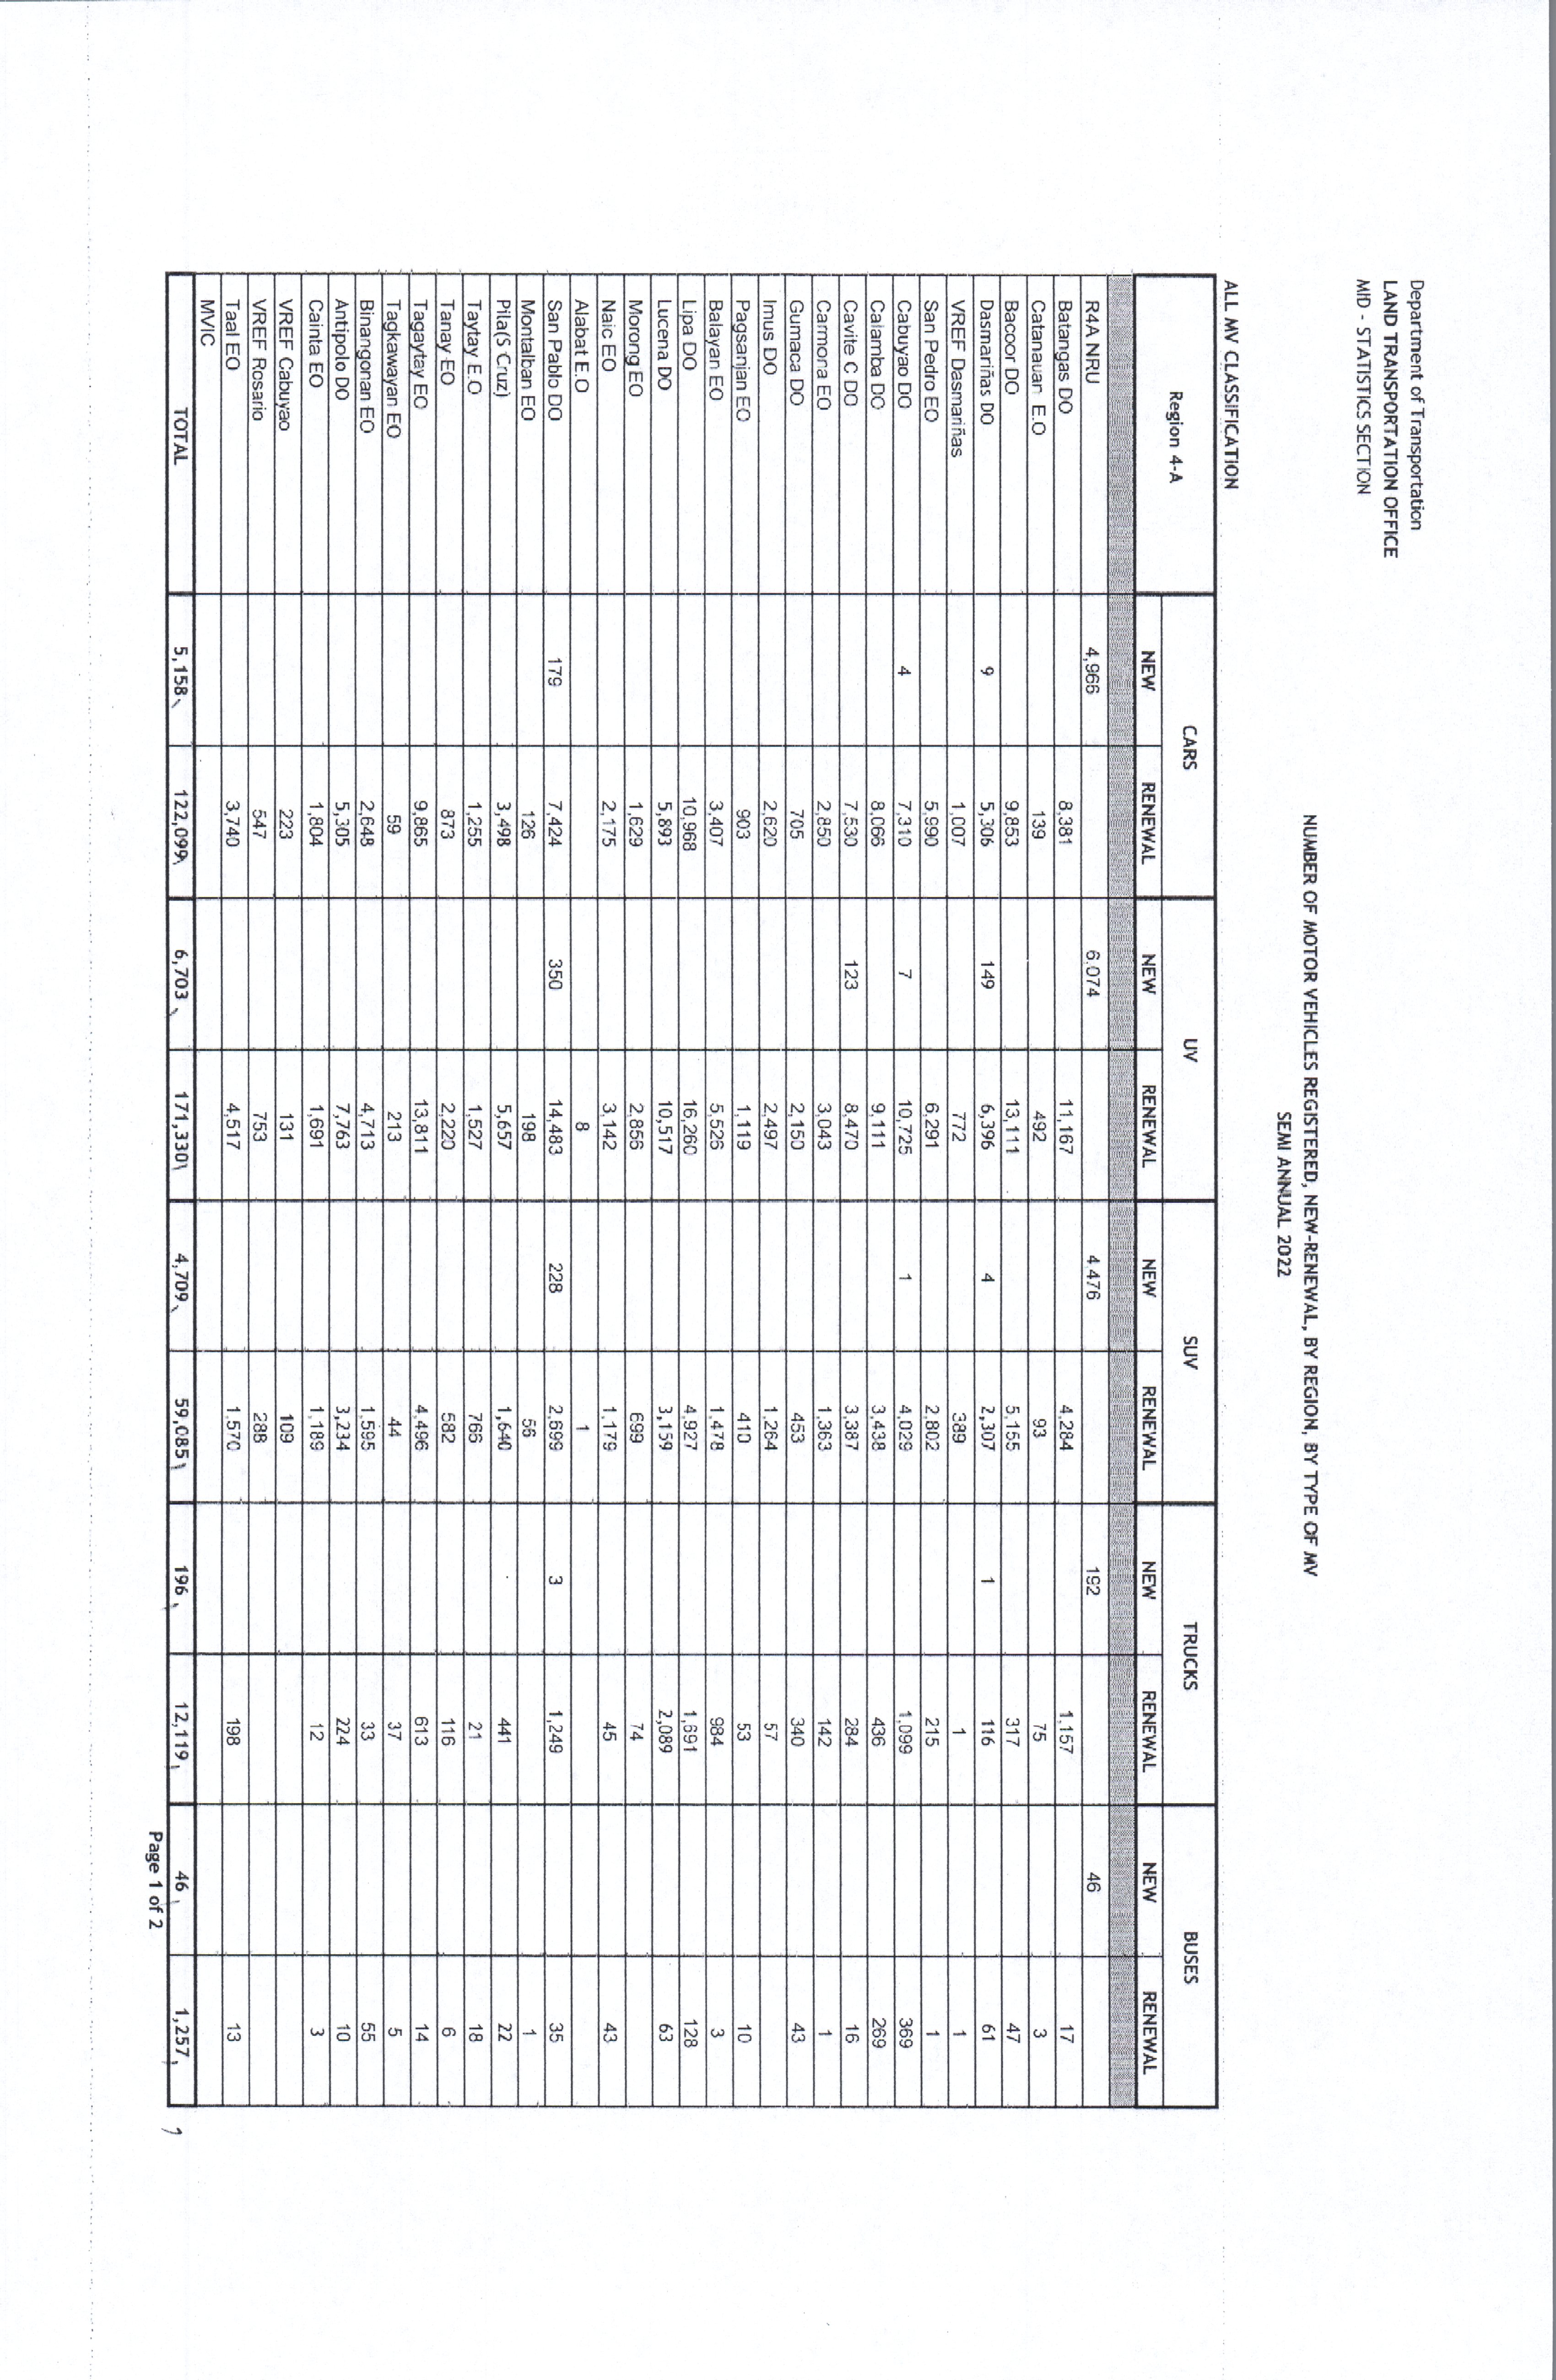 Department of Transportation
LAND TRANSPORTATION OFFICE
MID - STATISTICS SECTION
NUMBER OF MOTOR VEHICLES REGISTERED, NEW-RENEWAL, BY REGION, BY TYPE OF MV
SEMI ANNUAL 2022
ALL MV CLASSIFICATION
Region 4-A CARS UV SUV TRUCKS BUSES
NEW RENEWAL NEW RENEWAL NEW RENEWAL NEW RENEWAL NEW RENEWAL
R4A NRU 4,966 6,074 4,476 192 46
Batangas DO 8,381 11,167 4,284 1,157 17
Catanauan E.O 139 492 93 75 3
Bacoor DO 9,853 13,111 5,155 317 47
Dasmariñas DO 9 5,306 149 6,396 4 2,307 1 116 61
VREF Dasmariñas 1,007 772 389 1 1
San Pedro EO 5,990 6,291 2,802 215 1
Cabuyao DO 4 7,310 7 10,725 1 4,029 1,099 369
Calamba DO 8,066 9,111 3,438 436 269
Cavite C DO 7,530 123 8,470 3,387 284 16
Carmona EO 2,850 3,043 1,363 142 1
Gumaca DO 705 2,150 453 340 43
Imus DO 2,620 2,497 1,264 57
Pagsanjan EO 903 1,119 410 53 10
Balayan EO 3,407 5,526 1,478 984 3
Lipa DO 10,968 16,260 4,927 1,691 128
Lucena DO 5,893 10,517 3,159 2,089 63
Morong EO 1,629 2,856 699 74
Naic EO 2,175 3,142 1,179 45 43
Alabat E.O 8 1
San Pablo DO 179 7,424 350 14,483 228 2,699 3 1,249 35
Montalban EO 126 198 56 1
Pila(S Cruz) 3,498 5,657 1,640 441 22
Taytay E.O 1,255 1,527 766 21 18
Tanay EO 873 2,220 582 116 6
Tagaytay EO 9,865 13,811 4,496 613 14
Tagkawayan EO 59 213 44 37 5
Binangonan EO 2,648 4,713 1,595 33 55
Antipolo DO 5,305 7,763 3,234 224 10
Cainta EO 1,804 1,691 1,189 12 3
VREF Cabuyao 223 131 109
VREF Rosario 547 753 288
Taal EO 3,740 4,517 1,570 198 13
MVIC
TOTAL 5,158 122,099 6,703 171,330 4,709 59,085 196 12,119 46 1,257
Page 1 of 2